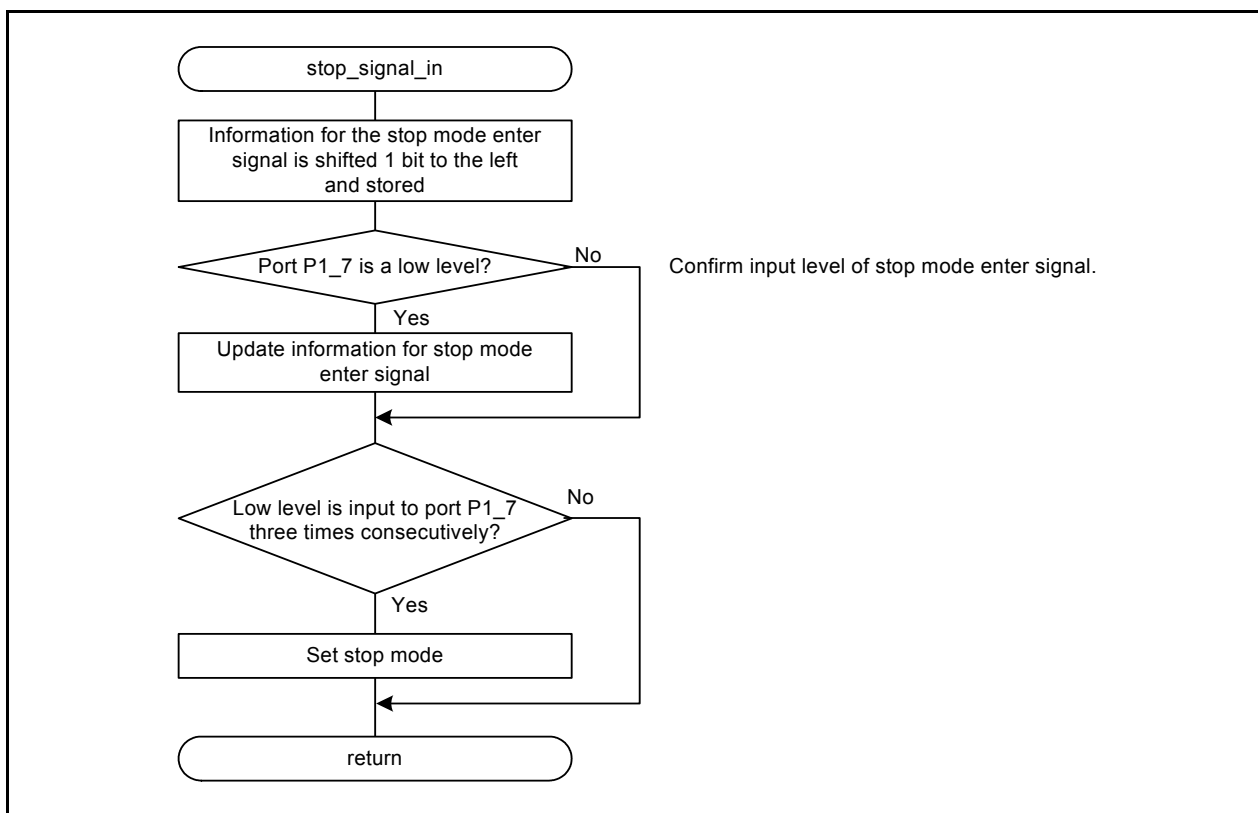 stop_signal_in
Information for the stop mode enter
signal is shifted 1 bit to the left
and stored
Port P1_7 is a low level?
No
Confirm input level of stop mode enter signal.
Yes
Update information for stop mode
enter signal
Low level is input to port P1_7
three times consecutively?
No
Yes
Set stop mode
return